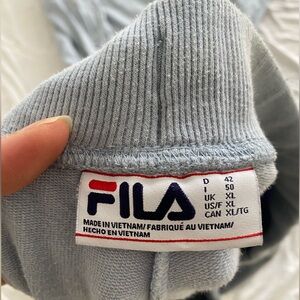 FILA
D 42
I 50
UK XL
US/F XL
CAN XL/TG
MADE IN VIETNAM/FABRIQUÉ AU VIETNAM/
HECHO EN VIETNAM